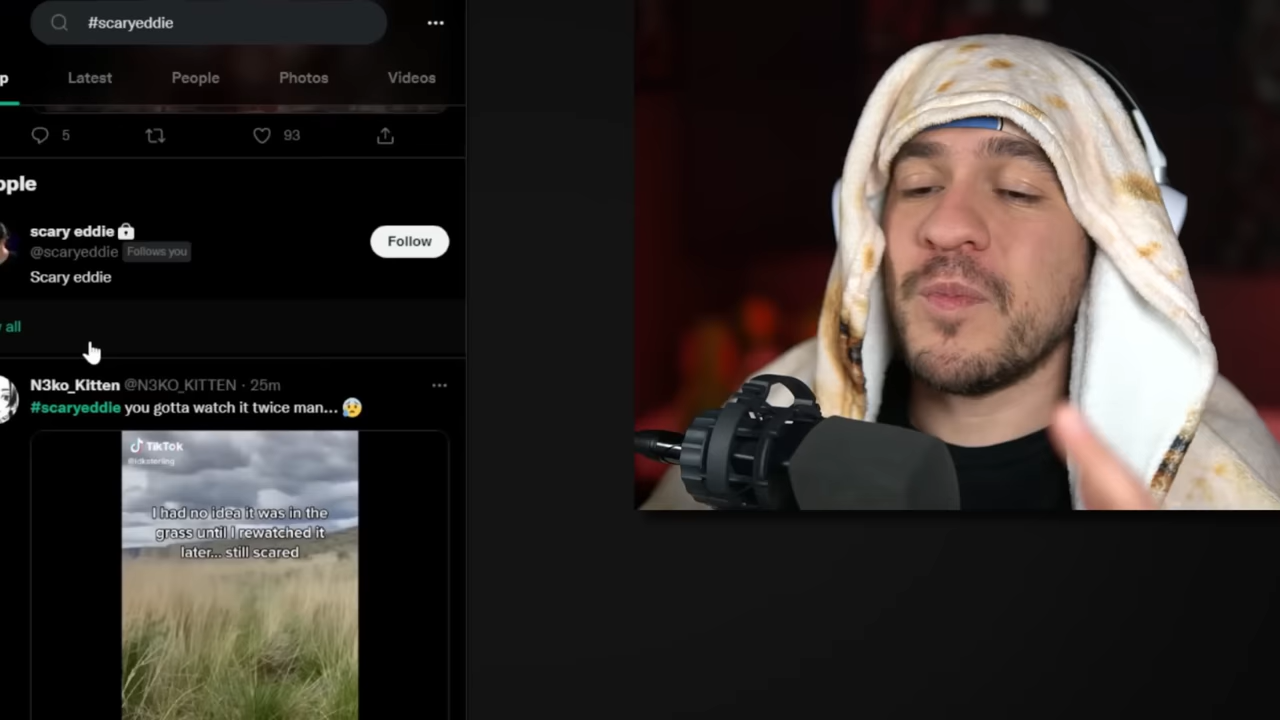 #scaryeddie
p
Latest
People
Photos
Videos
5
93
ople
scary eddie
@scaryeddie Follows you
Follow
Scary eddie
all
N3ko_Kitten @N3KO_KITTEN · 25m
#scaryeddie you gotta watch it twice man...
TikTok
I had no idea it was in the
grass until I rewatched it
later... still scared